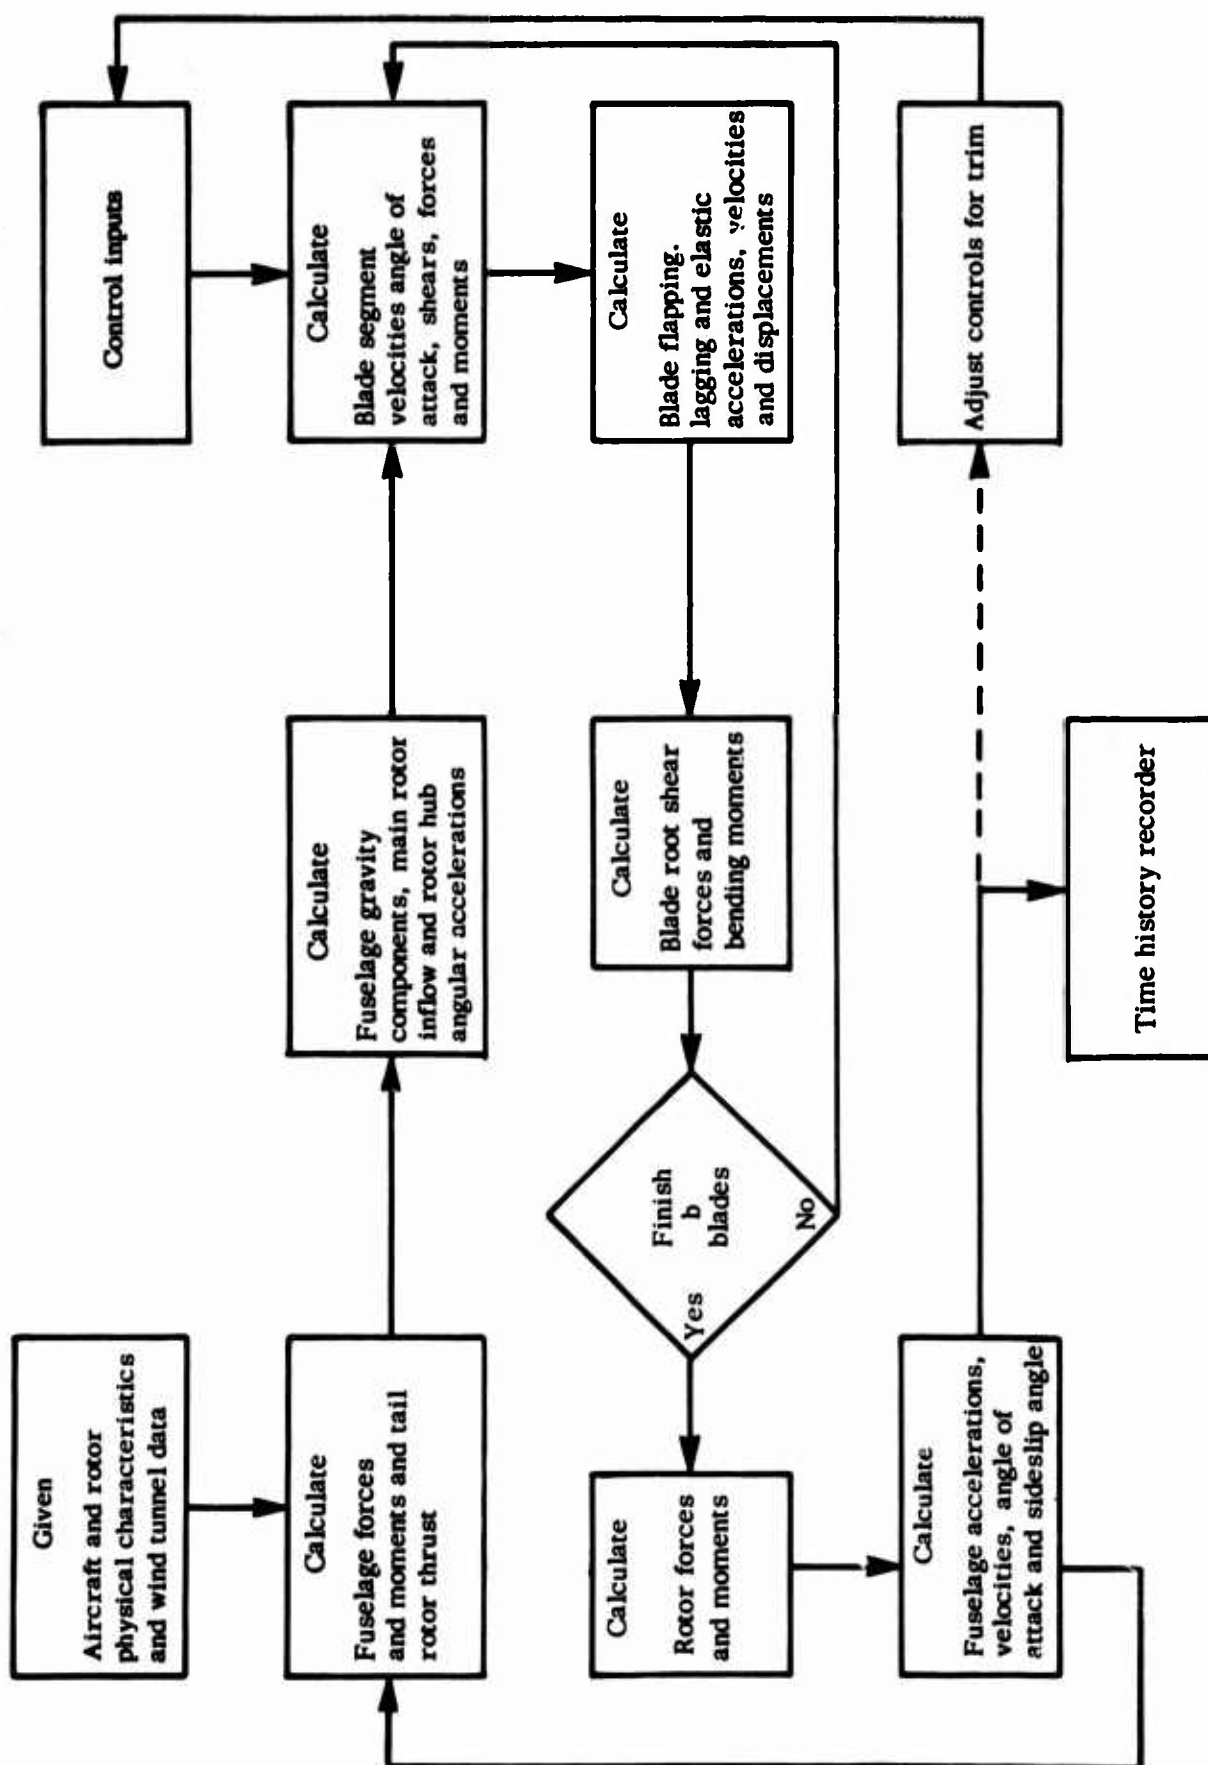 Given
Aircraft and rotor
physical characteristics
and wind tunnel data
Control inputs
Calculate
Fuselage forces
and moments and tail
rotor thrust
Calculate
Fuselage gravity
components, main rotor
inflow and rotor hub
angular accelerations
Calculate
Blade segment
velocities angle of
attack, shears, forces
and moments
Calculate
Rotor forces
and moments
Yes
Finish
b
blades
No
Calculate
Blade root shear
forces and
bending moments
Calculate
Blade flapping.
lagging and elastic
accelerations, velocities
and displacements
Calculate
Fuselage accelerations,
velocities, angle of
attack and sideslip angle
Adjust controls for trim
Time history recorder